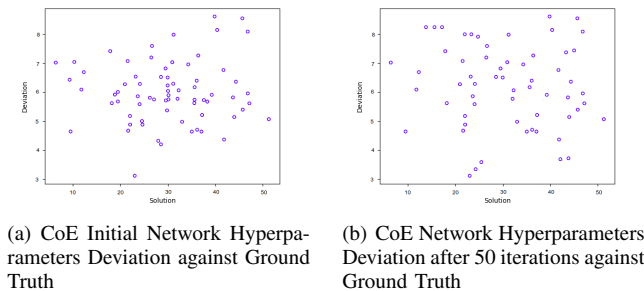 8
7
6
5
4
3
Deviation
10
20
30
40
50
Solution
8
7
6
5
4
3
Deviation
10
20
30
40
50
Solution
(a) CoE Initial Network Hyperpa-
rameters Deviation against Ground
Truth
(b) CoE Network Hyperparameters
Deviation after 50 iterations against
Ground Truth